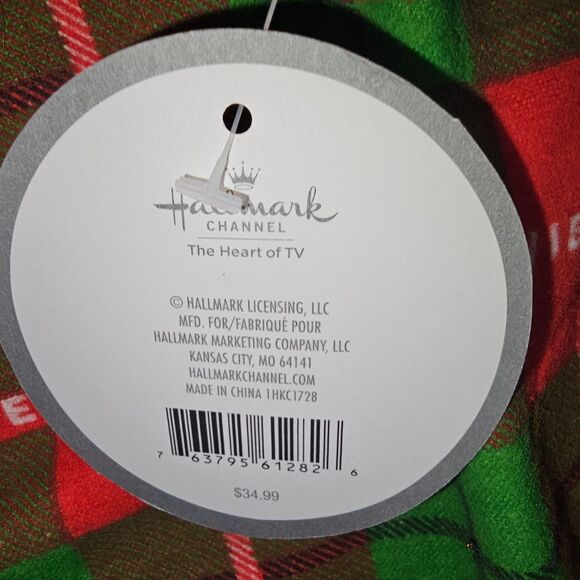 Hallmark
CHANNEL
The Heart of TV
© HALLMARK LICENSING, LLC
MFD. FOR/FABRIQUÉ POUR
HALLMARK MARKETING COMPANY, LLC
KANSAS CITY, MO 64141
HALLMARKCHANNEL.COM
MADE IN CHINA 1HKC1728
7 63795 61282 6
$34.99